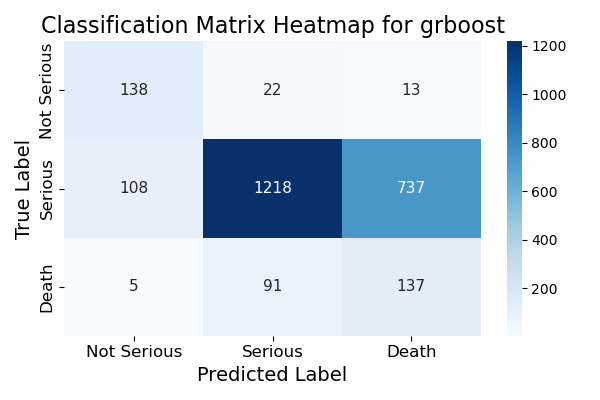 Classification Matrix Heatmap for grboost
True Label
Not Serious
Serious
Death
138 22 13
108 1218 737
5 91 137
Not Serious Serious Death
Predicted Label
1200
1000
800
600
400
200